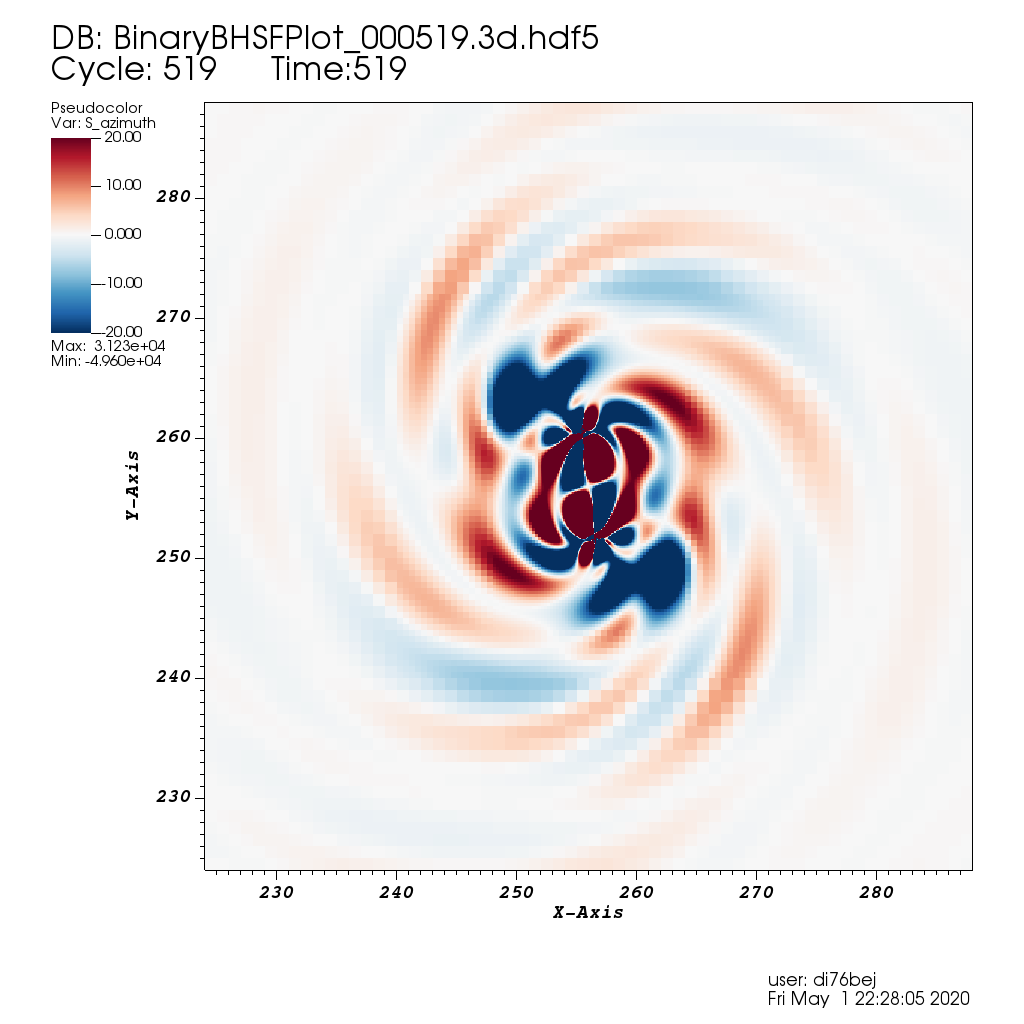 DB: BinaryBHSFPlot_000519.3d.hdf5
Cycle: 519 Time:519
Pseudocolor
Var: S_azimuth
20.00
10.00
0.000
-10.00
-20.00
Max: 3.123e+04
Min: -4.960e+04
280
270
260
250
240
230
Y-Axis
230 240 250 260 270 280
X-Axis
user: di76bej
Fri May 1 22:28:05 2020